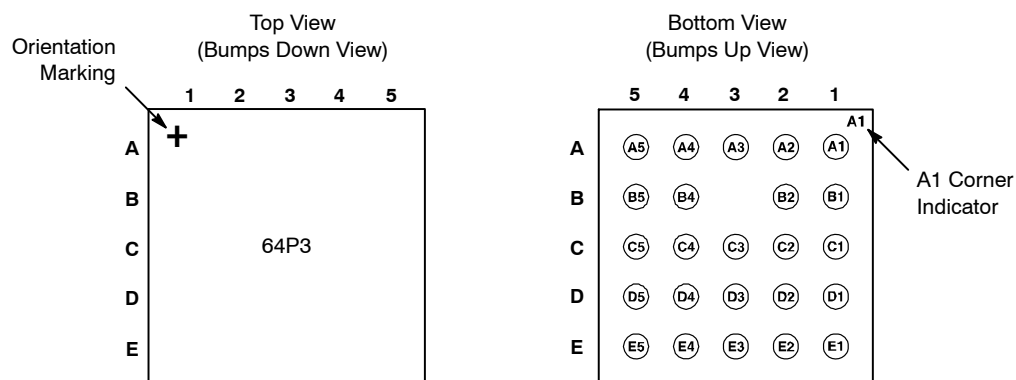 Top View
(Bumps Down View)
Orientation
Marking
1 2 3 4 5
+
A
B
C
64P3
D
E
Bottom View
(Bumps Up View)
5 4 3 2 1
A1
A A5 A4 A3 A2 A1
B B5 B4 B2 B1
C C5 C4 C3 C2 C1
D D5 D4 D3 D2 D1
E E5 E4 E3 E2 E1
A1 Corner
Indicator